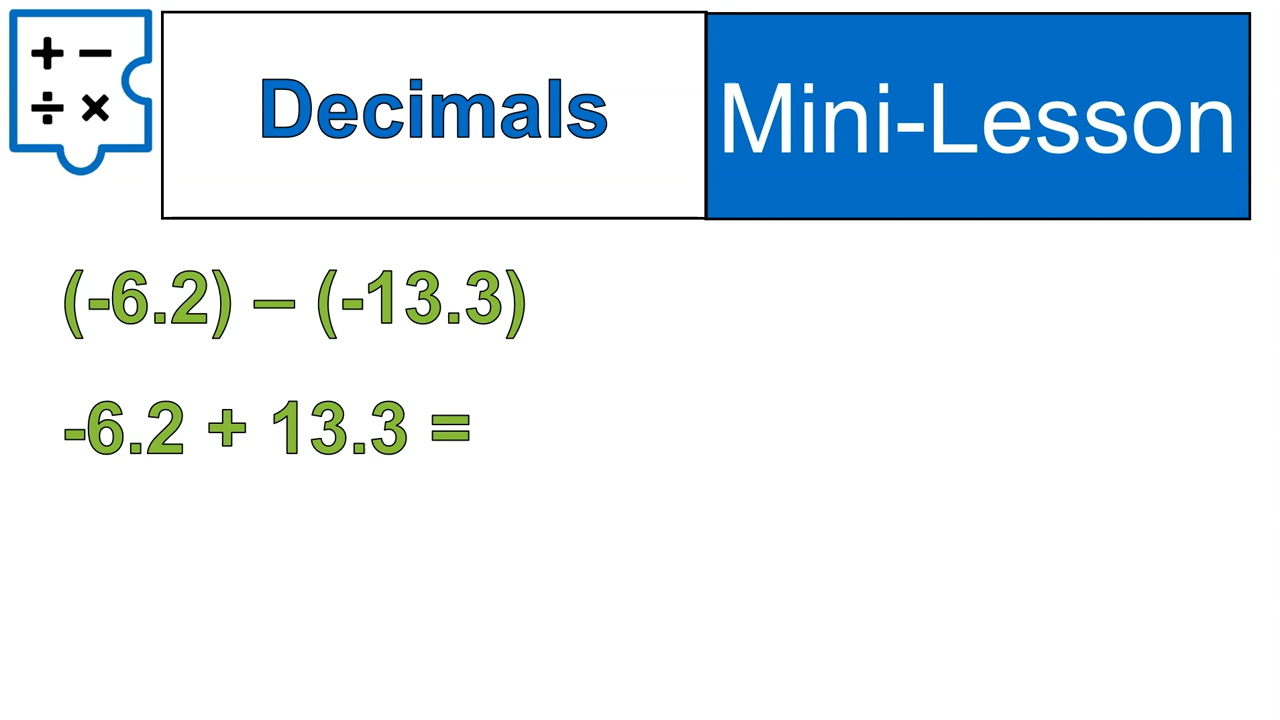 + −
÷ ×
Decimals
Mini-Lesson
(-6.2) – (-13.3)
-6.2 + 13.3 =